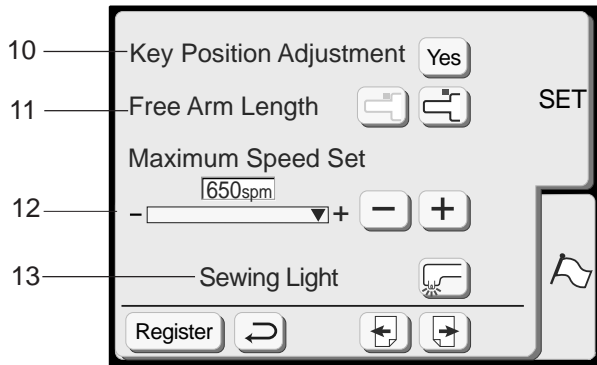 10 Key Position Adjustment Yes
11 Free Arm Length SET
Maximum Speed Set
650spm
12 - + − +
13 Sewing Light
Register